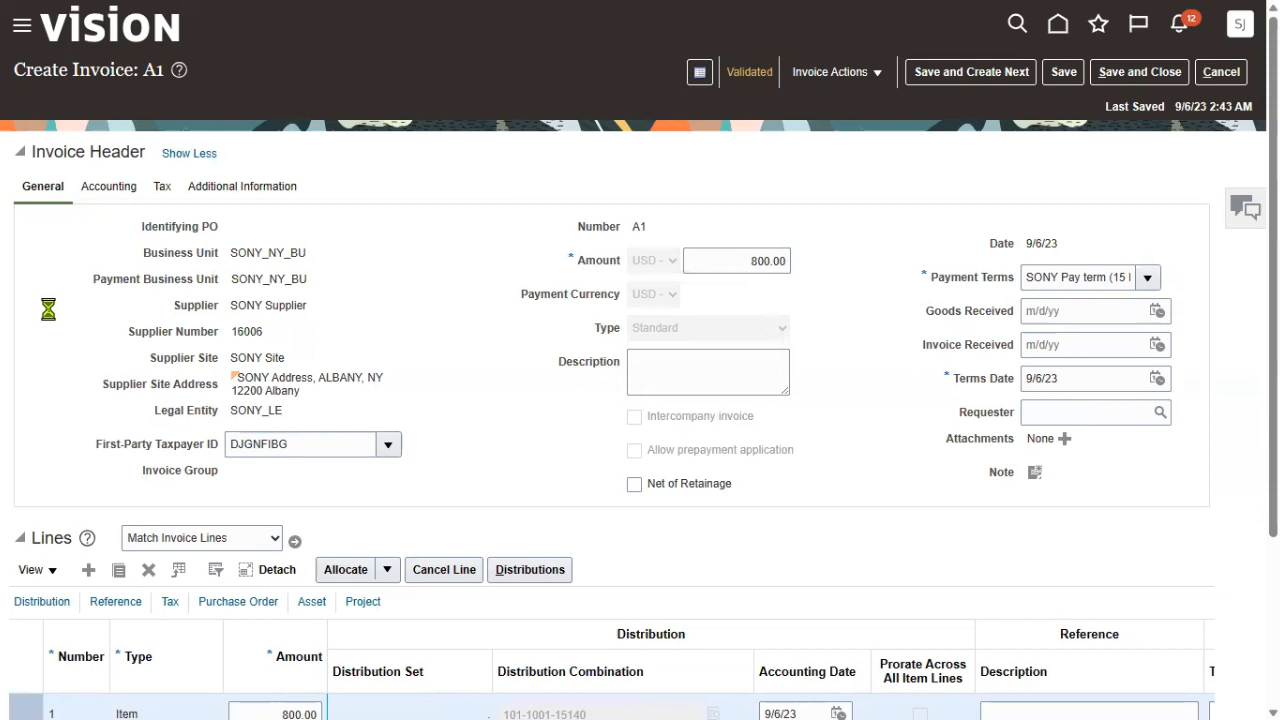 vision
12
SJ
Create Invoice: A1
Validated
Invoice Actions
Save and Create Next
Save
Save and Close
Cancel
Last Saved 9/6/23 2:43 AM
Invoice Header
Show Less
General
Accounting
Tax
Additional Information
Identifying PO
Business Unit SONY_NY_BU
Payment Business Unit SONY_NY_BU
Supplier SONY Supplier
Supplier Number 16006
Supplier Site SONY Site
Supplier Site Address SONY Address, ALBANY, NY
12200 Albany
Legal Entity SONY_LE
First-Party Taxpayer ID DJGNFIBG
Invoice Group
Number A1
* Amount USD - 800.00
Payment Currency USD -
Type Standard
Description
Intercompany invoice
Allow prepayment application
Net of Retainage
Date 9/6/23
* Payment Terms SONY Pay term (15
Goods Received m/d/yy
Invoice Received m/d/yy
* Terms Date 9/6/23
Requester
Attachments None
Note
Lines
Match Invoice Lines
View
Detach
Allocate
Cancel Line
Distributions
Distribution
Reference
Tax
Purchase Order
Asset
Project
* Number
* Type
* Amount
Distribution
Reference
Distribution Set
Distribution Combination
Accounting Date
Prorate Across
All Item Lines
Description
1 Item 800.00 101-1001-15140 9/6/23